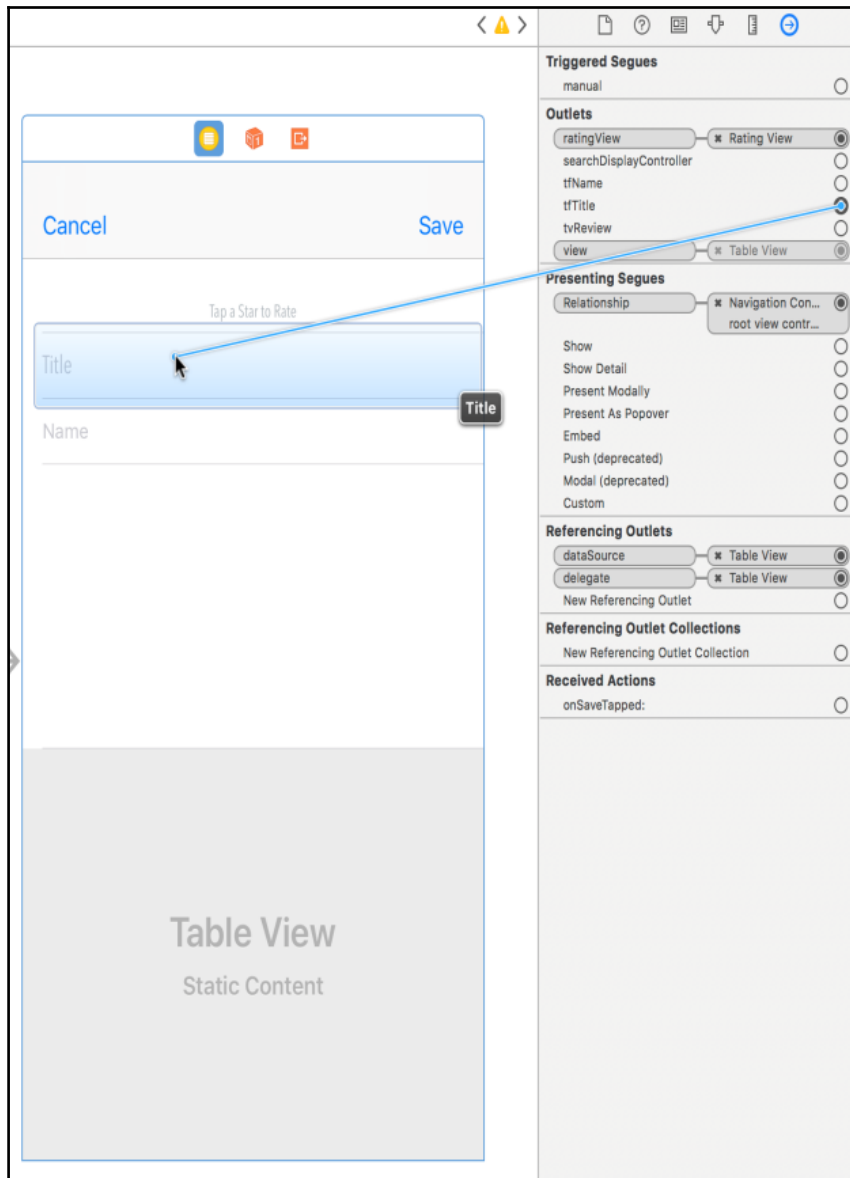 Cancel
Save
Tap a Star to Rate
Title
Title
Name
Table View
Static Content
Triggered Segues
manual
Outlets
ratingView
Rating View
searchDisplayController
tfName
tfTitle
tvReview
view
Table View
Presenting Segues
Relationship
Navigation Con...
root view contr...
Show
Show Detail
Present Modally
Present As Popover
Embed
Push (deprecated)
Modal (deprecated)
Custom
Referencing Outlets
dataSource
Table View
delegate
Table View
New Referencing Outlet
Referencing Outlet Collections
New Referencing Outlet Collection
Received Actions
onSaveTapped: